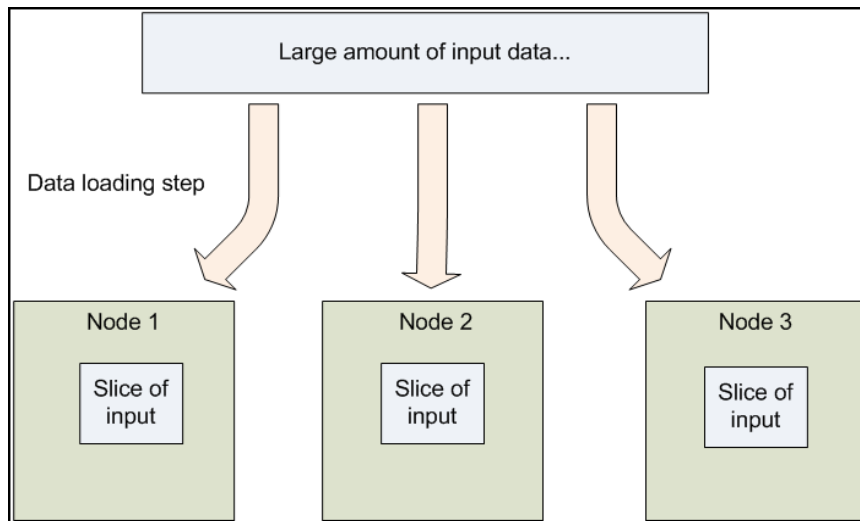 Large amount of input data...
Data loading step
Node 1
Node 2
Node 3
Slice of
input
Slice of
input
Slice of
input